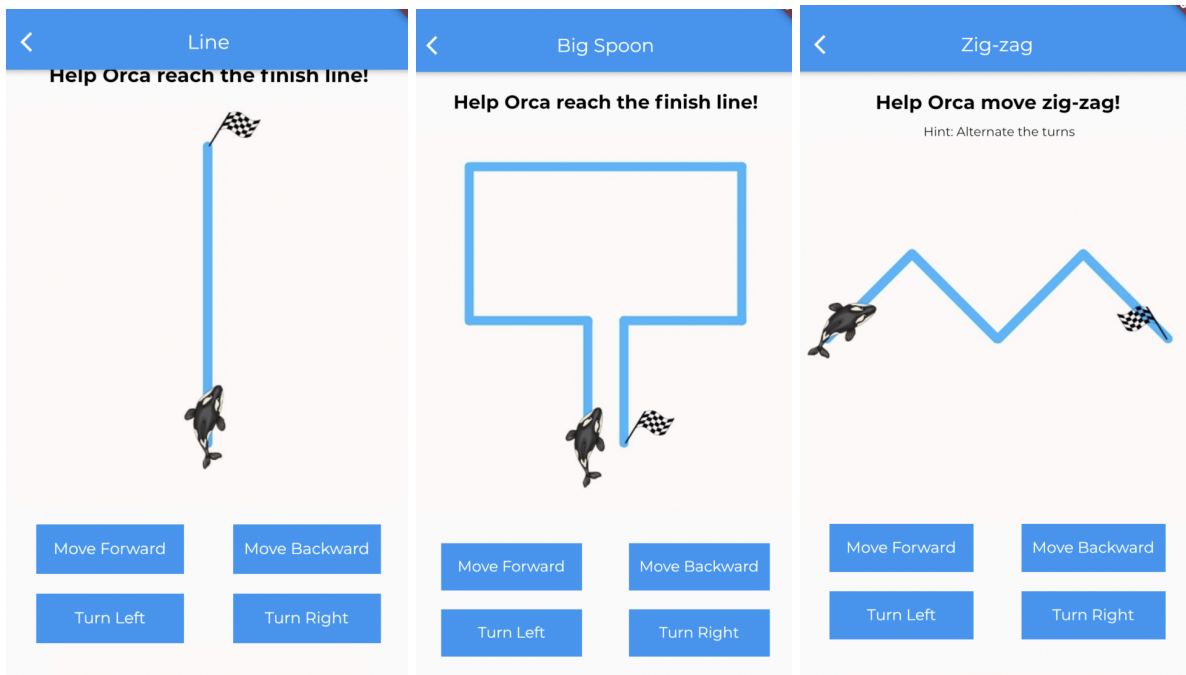 Line
Help Orca reach the finish line!
Move Forward
Move Backward
Turn Left
Turn Right
Big Spoon
Help Orca reach the finish line!
Move Forward
Move Backward
Turn Left
Turn Right
Zig-zag
Help Orca move zig-zag!
Hint: Alternate the turns
Move Forward
Move Backward
Turn Left
Turn Right